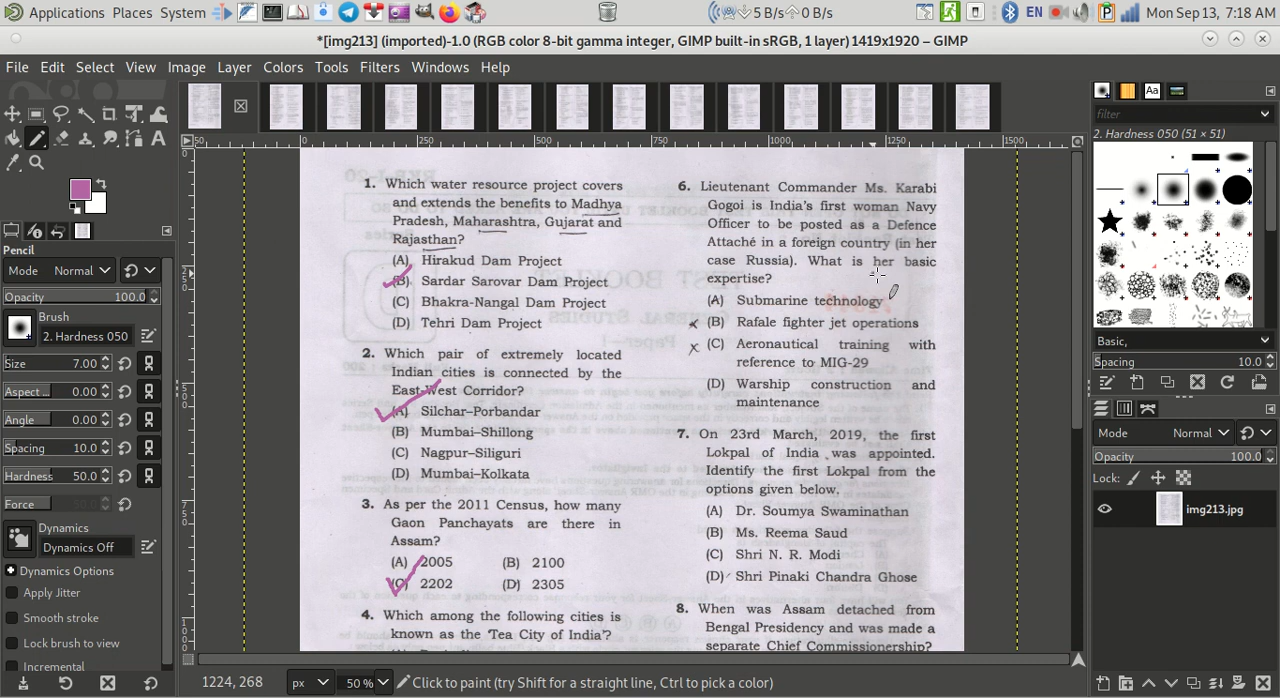 Applications Places System
5 B/s 0 B/s
EN
Mon Sep 13, 7:18 AM
*[img213] (imported)-1.0 (RGB color 8-bit gamma integer, GIMP built-in sRGB, 1 layer) 1419x1920 – GIMP
File Edit Select View Image Layer Colors Tools Filters Windows Help
Pencil
Mode Normal
Opacity 100.0
Brush
2. Hardness 050
Size 7.00
Aspect... 0.00
Angle 0.00
Spacing 10.0
Hardness 50.0
Force 50.0
Dynamics
Dynamics Off
Dynamics Options
Apply Jitter
Smooth stroke
Lock brush to view
Incremental
0 250 500 750 1000 1250 1500
1. Which water resource project covers
and extends the benefits to Madhya
Pradesh, Maharashtra, Gujarat and
Rajasthan?
(A) Hirakud Dam Project
(B) Sardar Sarovar Dam Project
(C) Bhakra-Nangal Dam Project
(D) Tehri Dam Project
2. Which pair of extremely located
Indian cities is connected by the
East-West Corridor?
(A) Silchar–Porbandar
(B) Mumbai–Shillong
(C) Nagpur–Siliguri
(D) Mumbai–Kolkata
3. As per the 2011 Census, how many
Gaon Panchayats are there in
Assam?
(A) 2005 (B) 2100
(C) 2202 (D) 2305
4. Which among the following cities is
known as the 'Tea City of India'?
6. Lieutenant Commander Ms. Karabi
Gogoi is India's first woman Navy
Officer to be posted as a Defence
Attaché in a foreign country (in her
case Russia). What is her basic
expertise?
(A) Submarine technology
(B) Rafale fighter jet operations
(C) Aeronautical training with
reference to MIG-29
(D) Warship construction and
maintenance
7. On 23rd March, 2019, the first
Lokpal of India was appointed.
Identify the first Lokpal from the
options given below.
(A) Dr. Soumya Swaminathan
(B) Ms. Reema Saud
(C) Shri N. R. Modi
(D) Shri Pinaki Chandra Ghose
8. When was Assam detached from
Bengal Presidency and was made a
separate Chief Commissionership?
1224, 268 px 50 % Click to paint (try Shift for a straight line, Ctrl to pick a color)
Aa
filter
2. Hardness 050 (51 × 51)
Basic,
Spacing 10.0
Mode Normal
Opacity 100.0
Lock:
img213.jpg